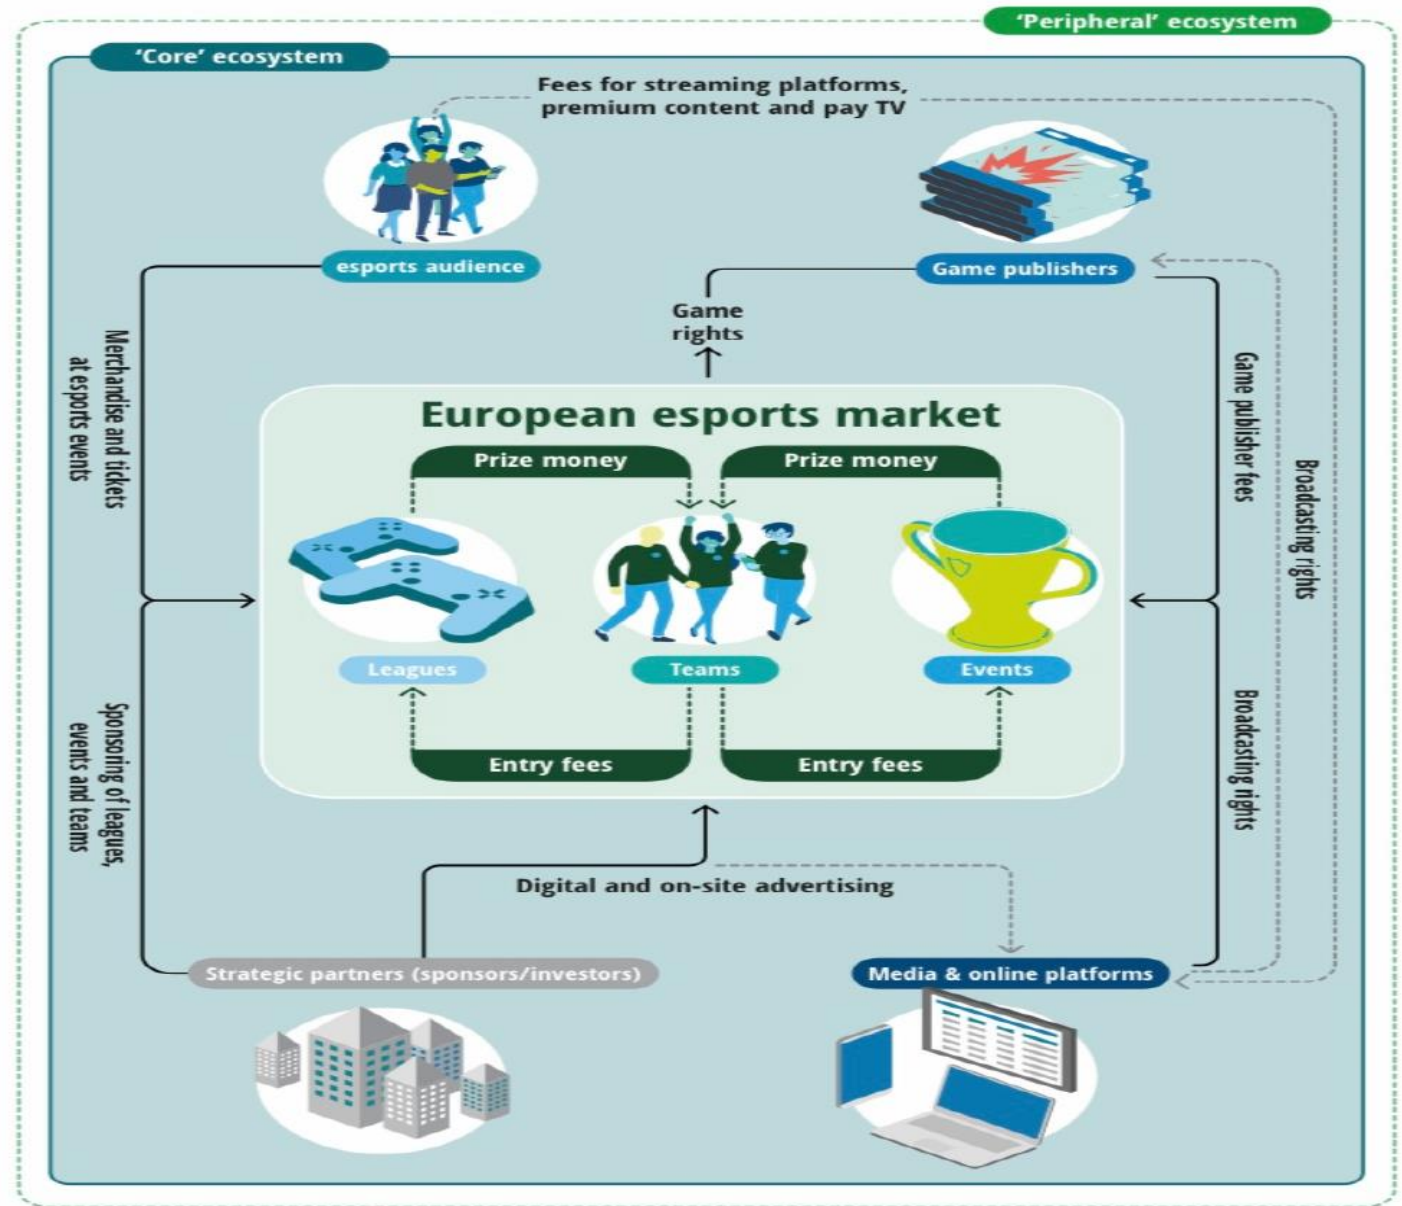 ‘Peripheral’ ecosystem
‘Core’ ecosystem
Fees for streaming platforms,
premium content and pay TV
esports audience
Game publishers
Game
rights
Merchandise and tickets
at esports events
Game publisher fees
Broadcasting rights
European esports market
Prize money
Prize money
Leagues
Teams
Events
Entry fees
Entry fees
Sponsoring of leagues,
events and teams
Broadcasting rights
Digital and on-site advertising
Strategic partners (sponsors/investors)
Media & online platforms